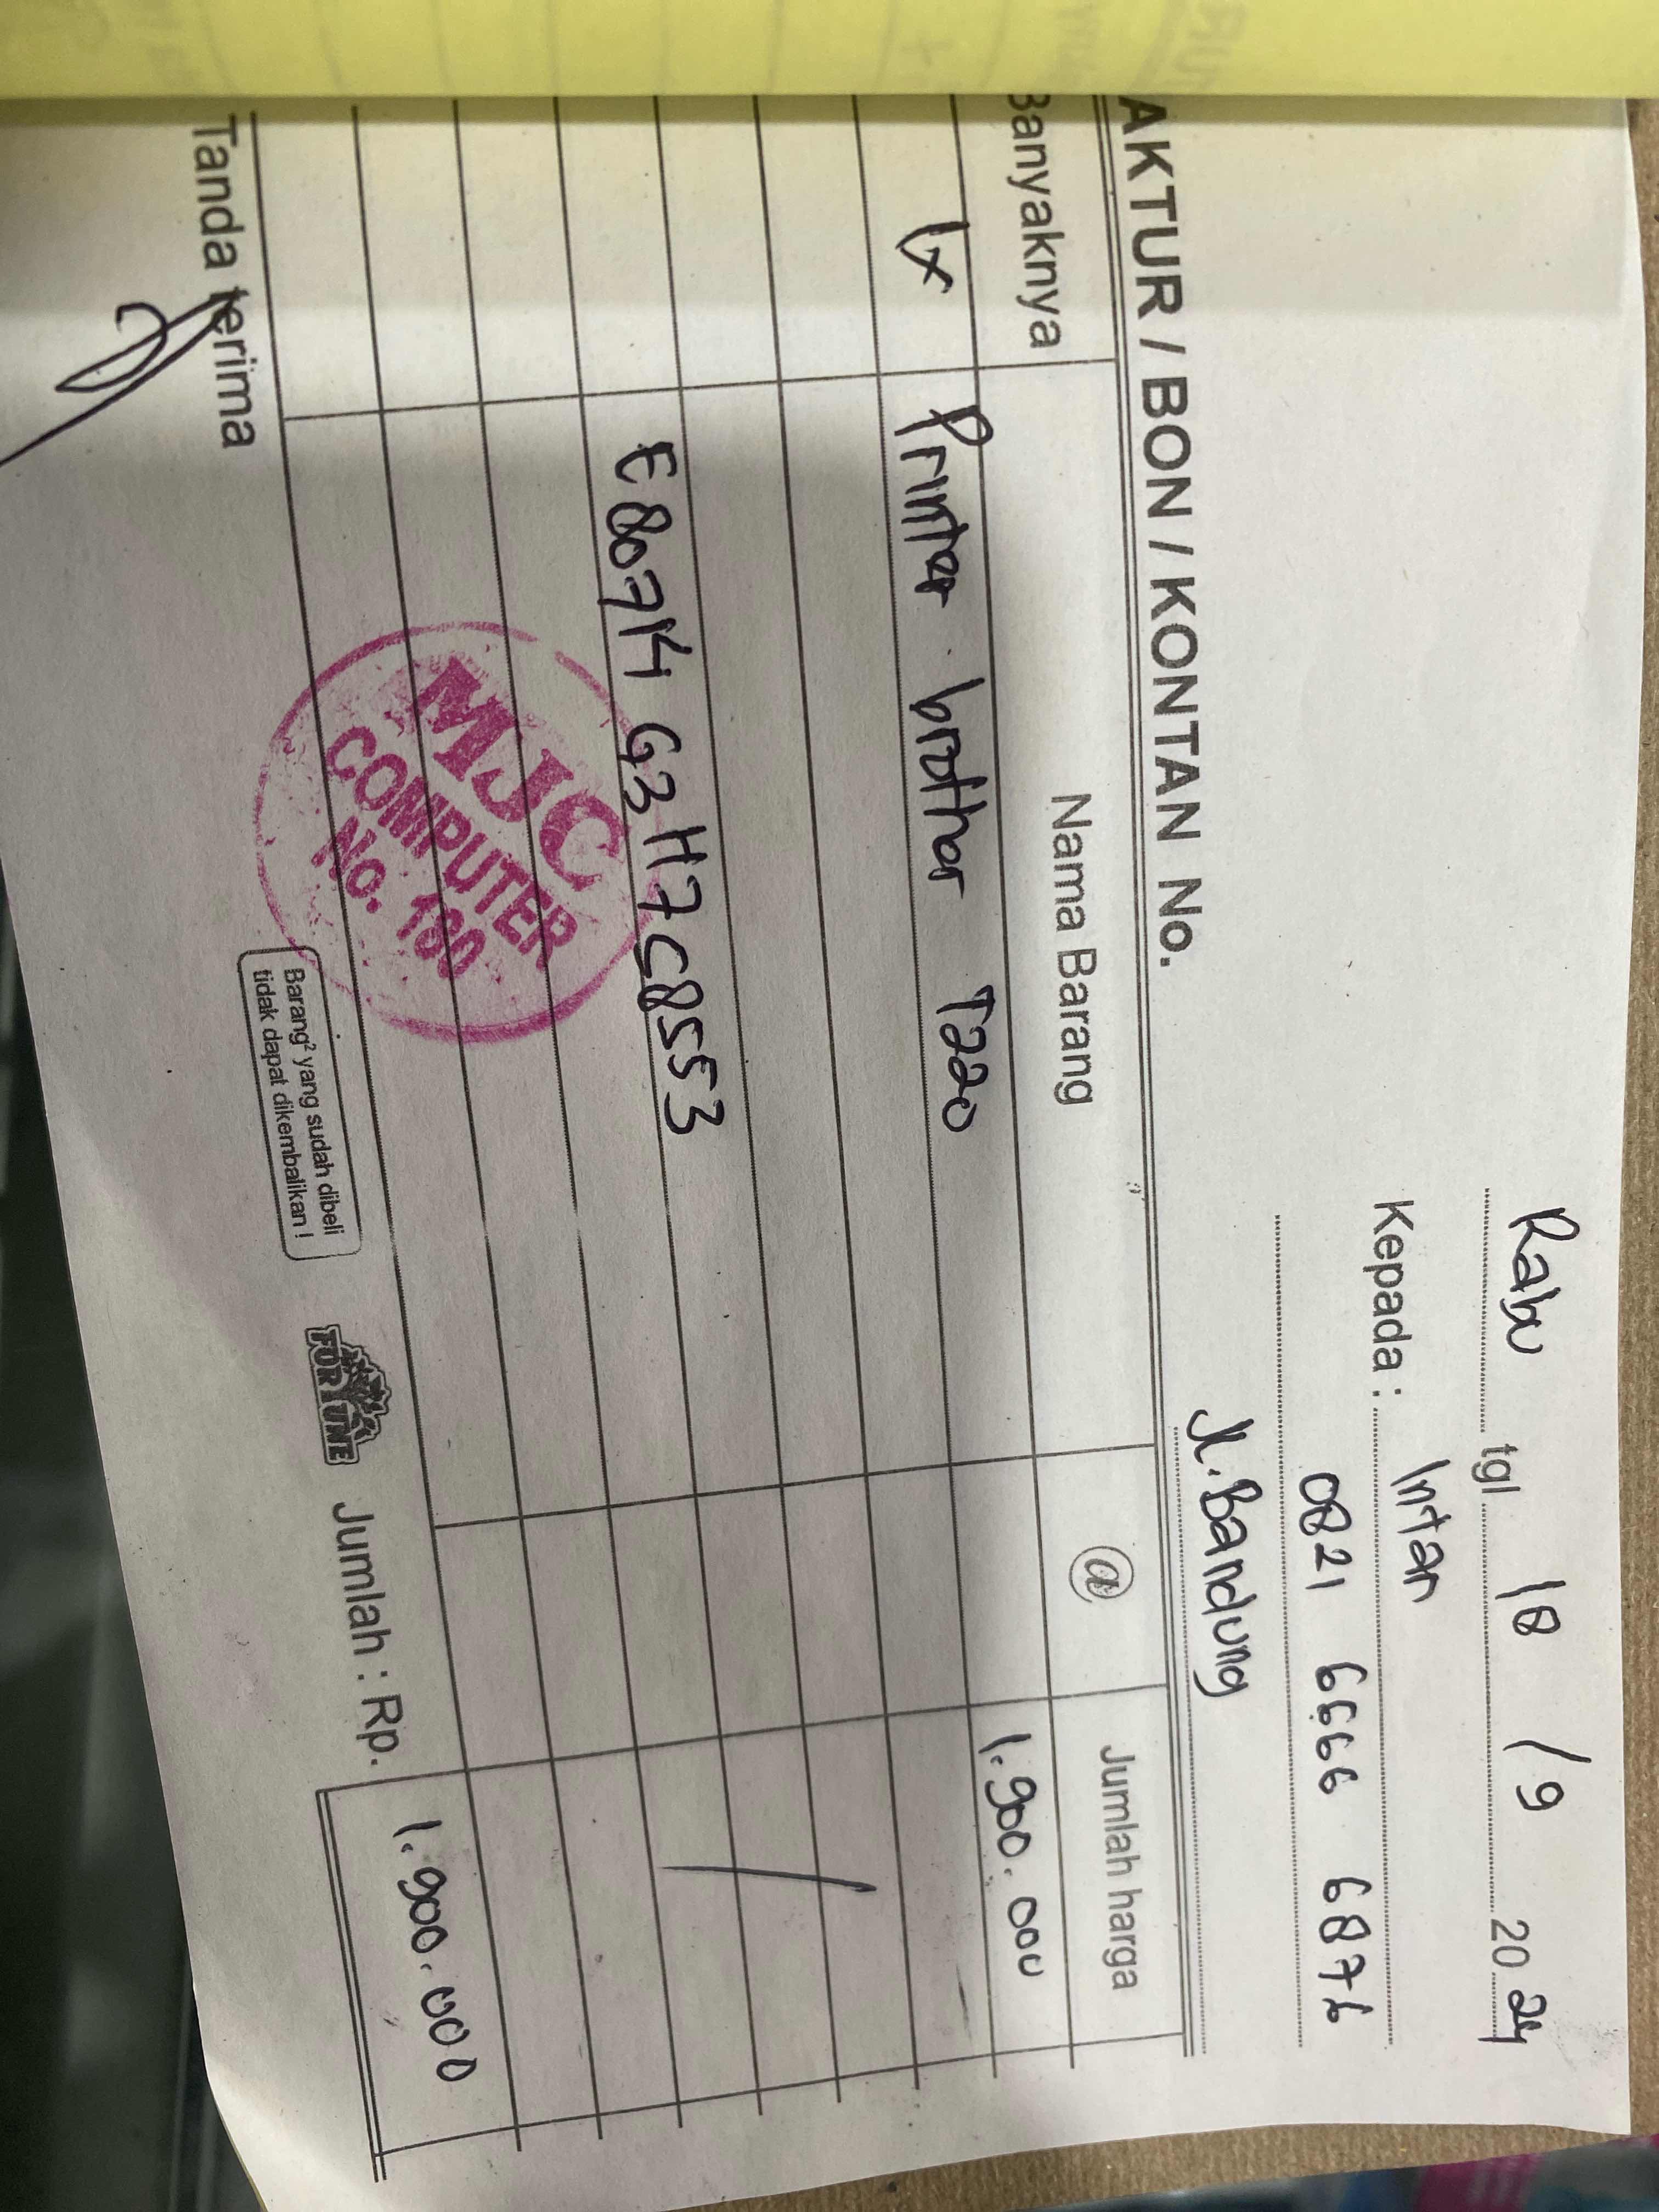 Rabu tgl 18 / 9 20 24
Kepada : Intan
0821 6666 6876
Jl. Bandung
AKTUR / BON / KONTAN No.
Banyaknya Nama Barang @ Jumlah harga
1x Printer brother T220 1.900.000
E80714 G3H7C8553
MJC
COMPUTER
No. 180
Tanda terima
Barang² yang sudah dibeli
tidak dapat dikembalikan !
FORTUNE
Jumlah : Rp. 1.900.000